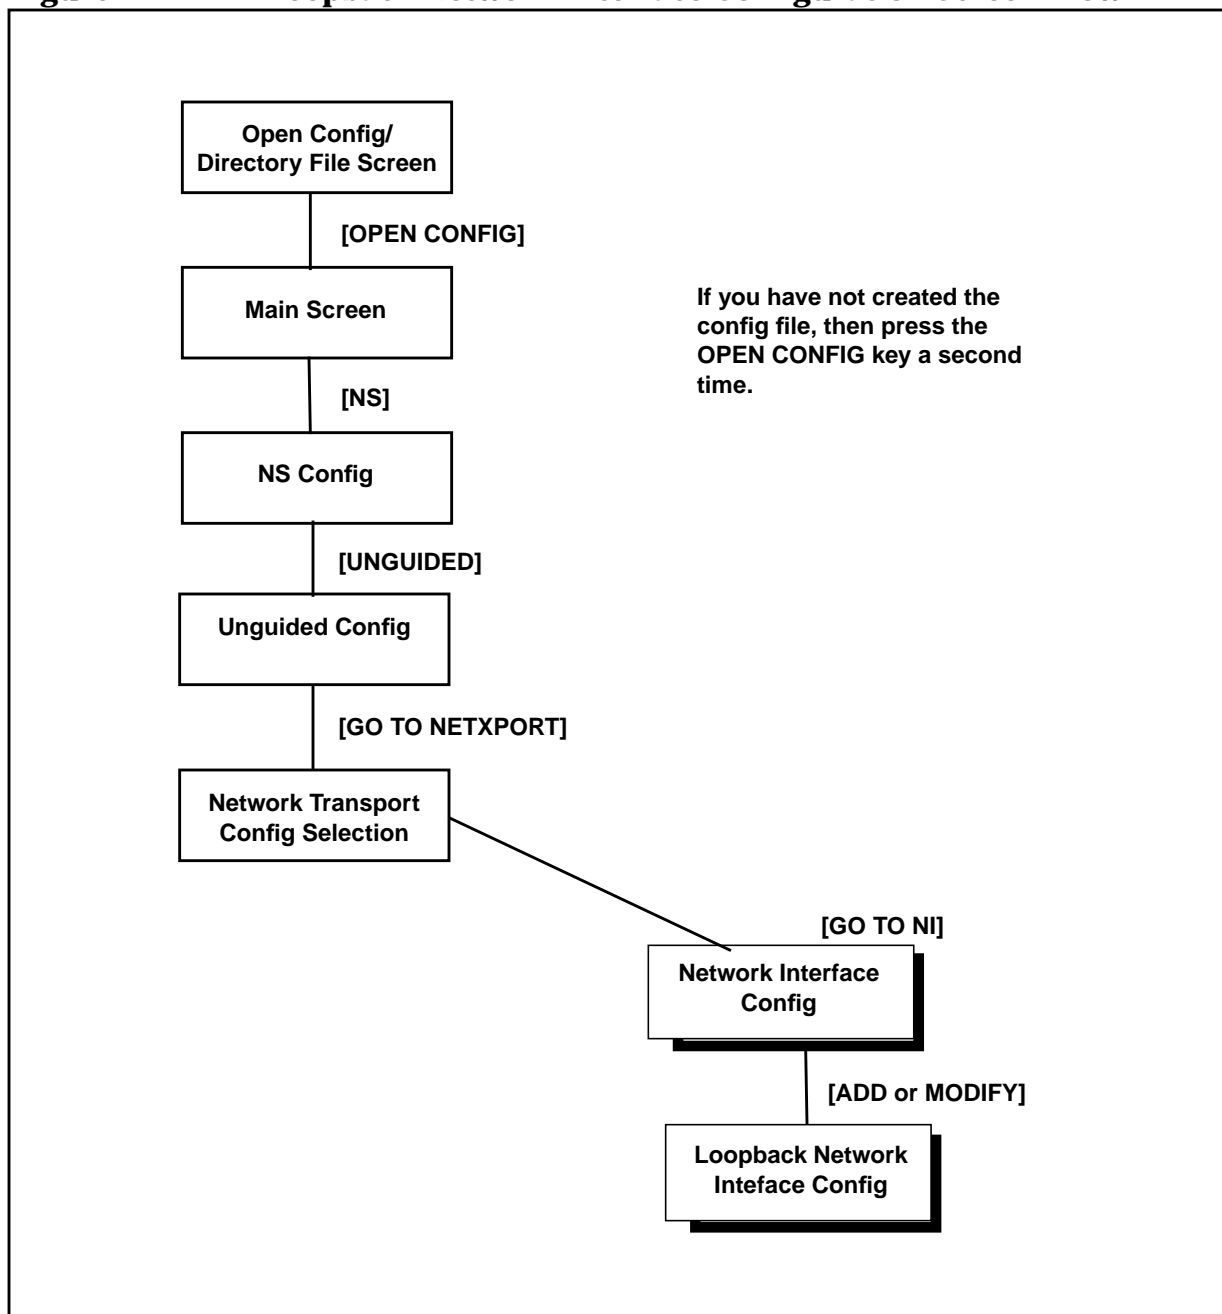 Open Config/
Directory File Screen
[OPEN CONFIG]
Main Screen
If you have not created the
config file, then press the
OPEN CONFIG key a second
time.
[NS]
NS Config
[UNGUIDED]
Unguided Config
[GO TO NETXPORT]
Network Transport
Config Selection
[GO TO NI]
Network Interface
Config
[ADD or MODIFY]
Loopback Network
Inteface Config